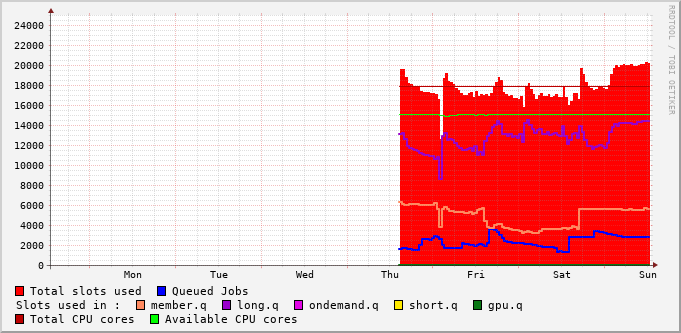 RRDTOOL / TOBI OETIKER
24000
22000
20000
18000
16000
14000
12000
10000
8000
6000
4000
2000
0
Mon Tue Wed Thu Fri Sat Sun
Total slots used Queued Jobs
Slots used in : member.q long.q ondemand.q short.q gpu.q
Total CPU cores Available CPU cores